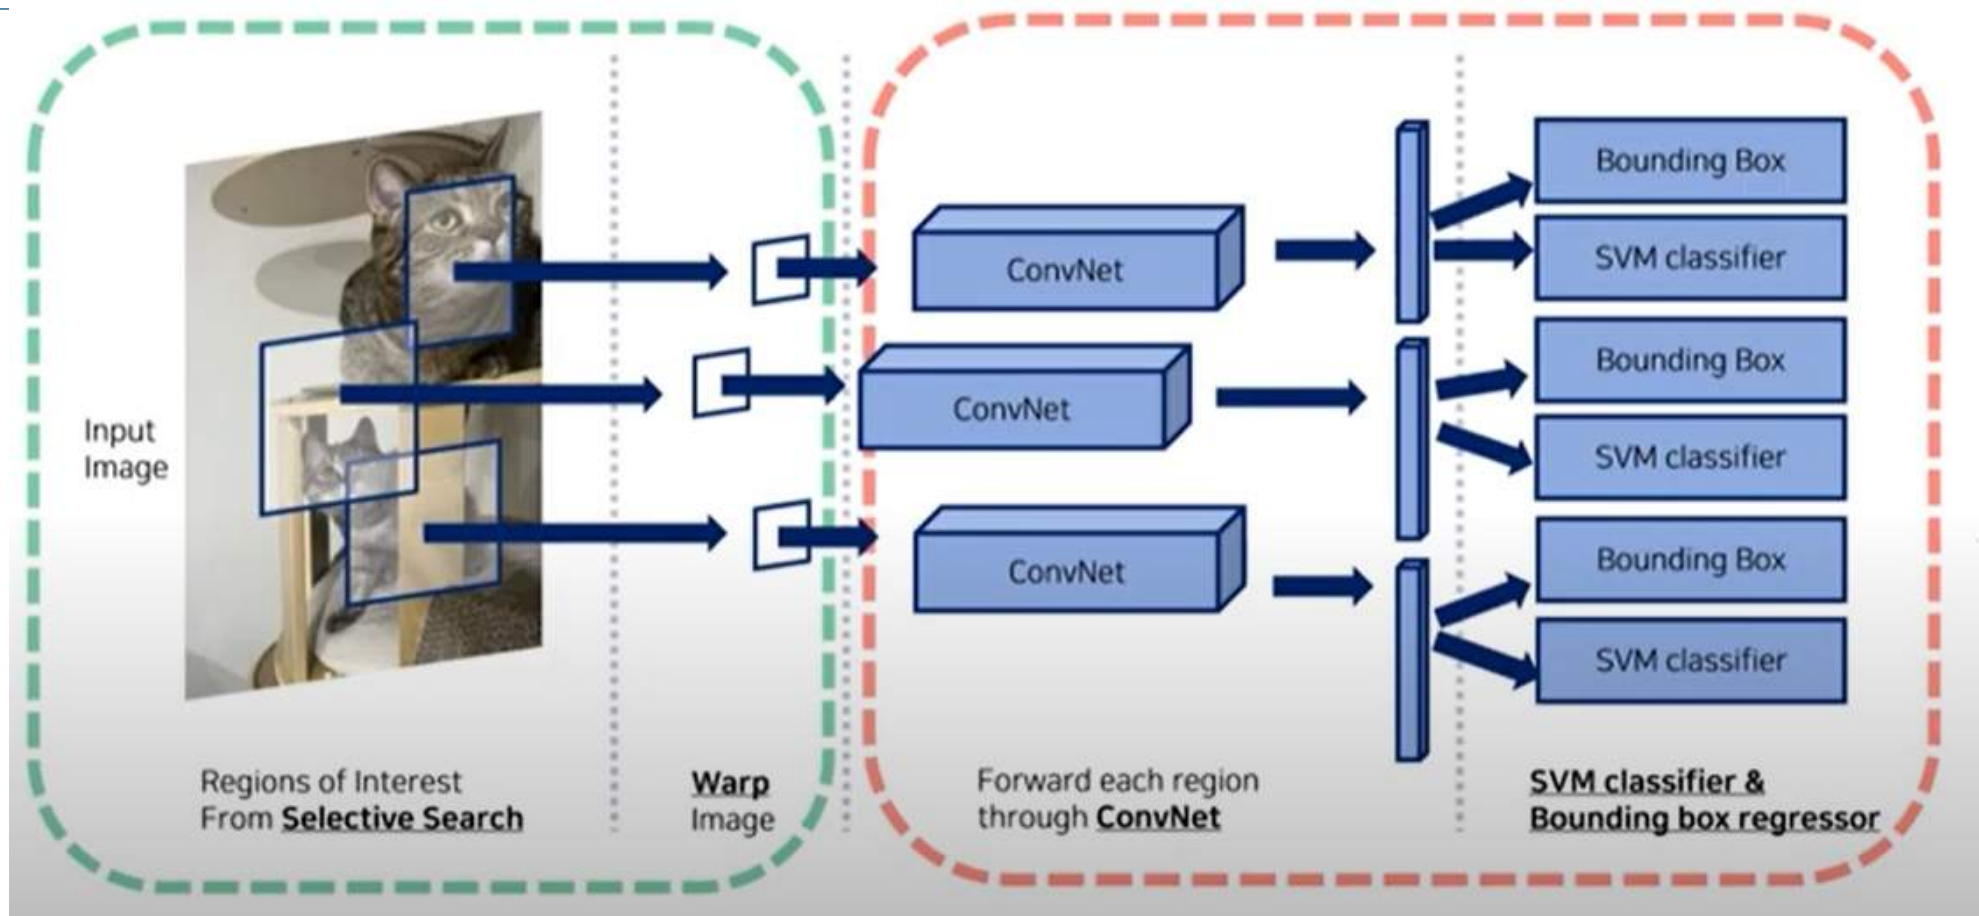 Input
Image
ConvNet
ConvNet
ConvNet
Bounding Box
SVM classifier
Bounding Box
SVM classifier
Bounding Box
SVM classifier
Regions of Interest
From Selective Search
Warp
Image
Forward each region
through ConvNet
SVM classifier &
Bounding box regressor